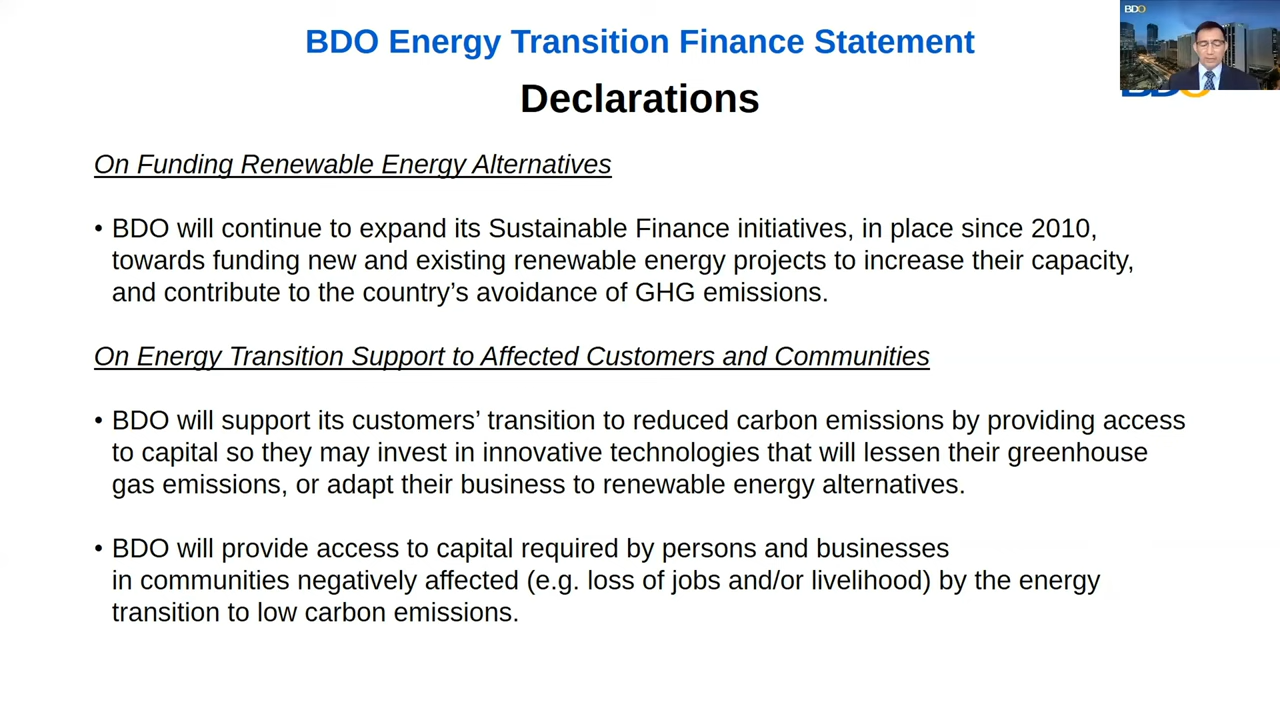 BDO Energy Transition Finance Statement
BDO
Declarations
On Funding Renewable Energy Alternatives
• BDO will continue to expand its Sustainable Finance initiatives, in place since 2010,
towards funding new and existing renewable energy projects to increase their capacity,
and contribute to the country’s avoidance of GHG emissions.
On Energy Transition Support to Affected Customers and Communities
• BDO will support its customers’ transition to reduced carbon emissions by providing access
to capital so they may invest in innovative technologies that will lessen their greenhouse
gas emissions, or adapt their business to renewable energy alternatives.
• BDO will provide access to capital required by persons and businesses
in communities negatively affected (e.g. loss of jobs and/or livelihood) by the energy
transition to low carbon emissions.